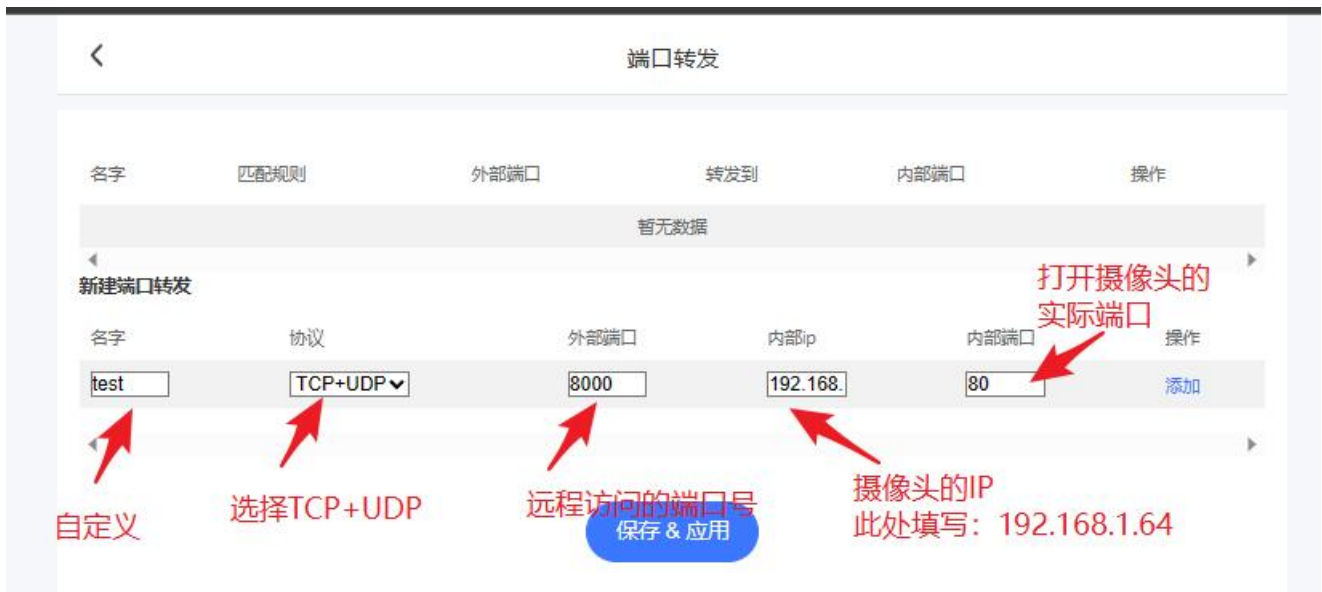 端口转发
名字 匹配规则 外部端口 转发到 内部端口 操作
暂无数据
新建端口转发
打开摄像头的
实际端口
名字 协议 外部端口 内部ip 内部端口 操作
test TCP+UDP 8000 192.168. 80 添加
自定义
选择TCP+UDP
远程访问的端口号
摄像头的IP
此处填写：192.168.1.64
保存 & 应用